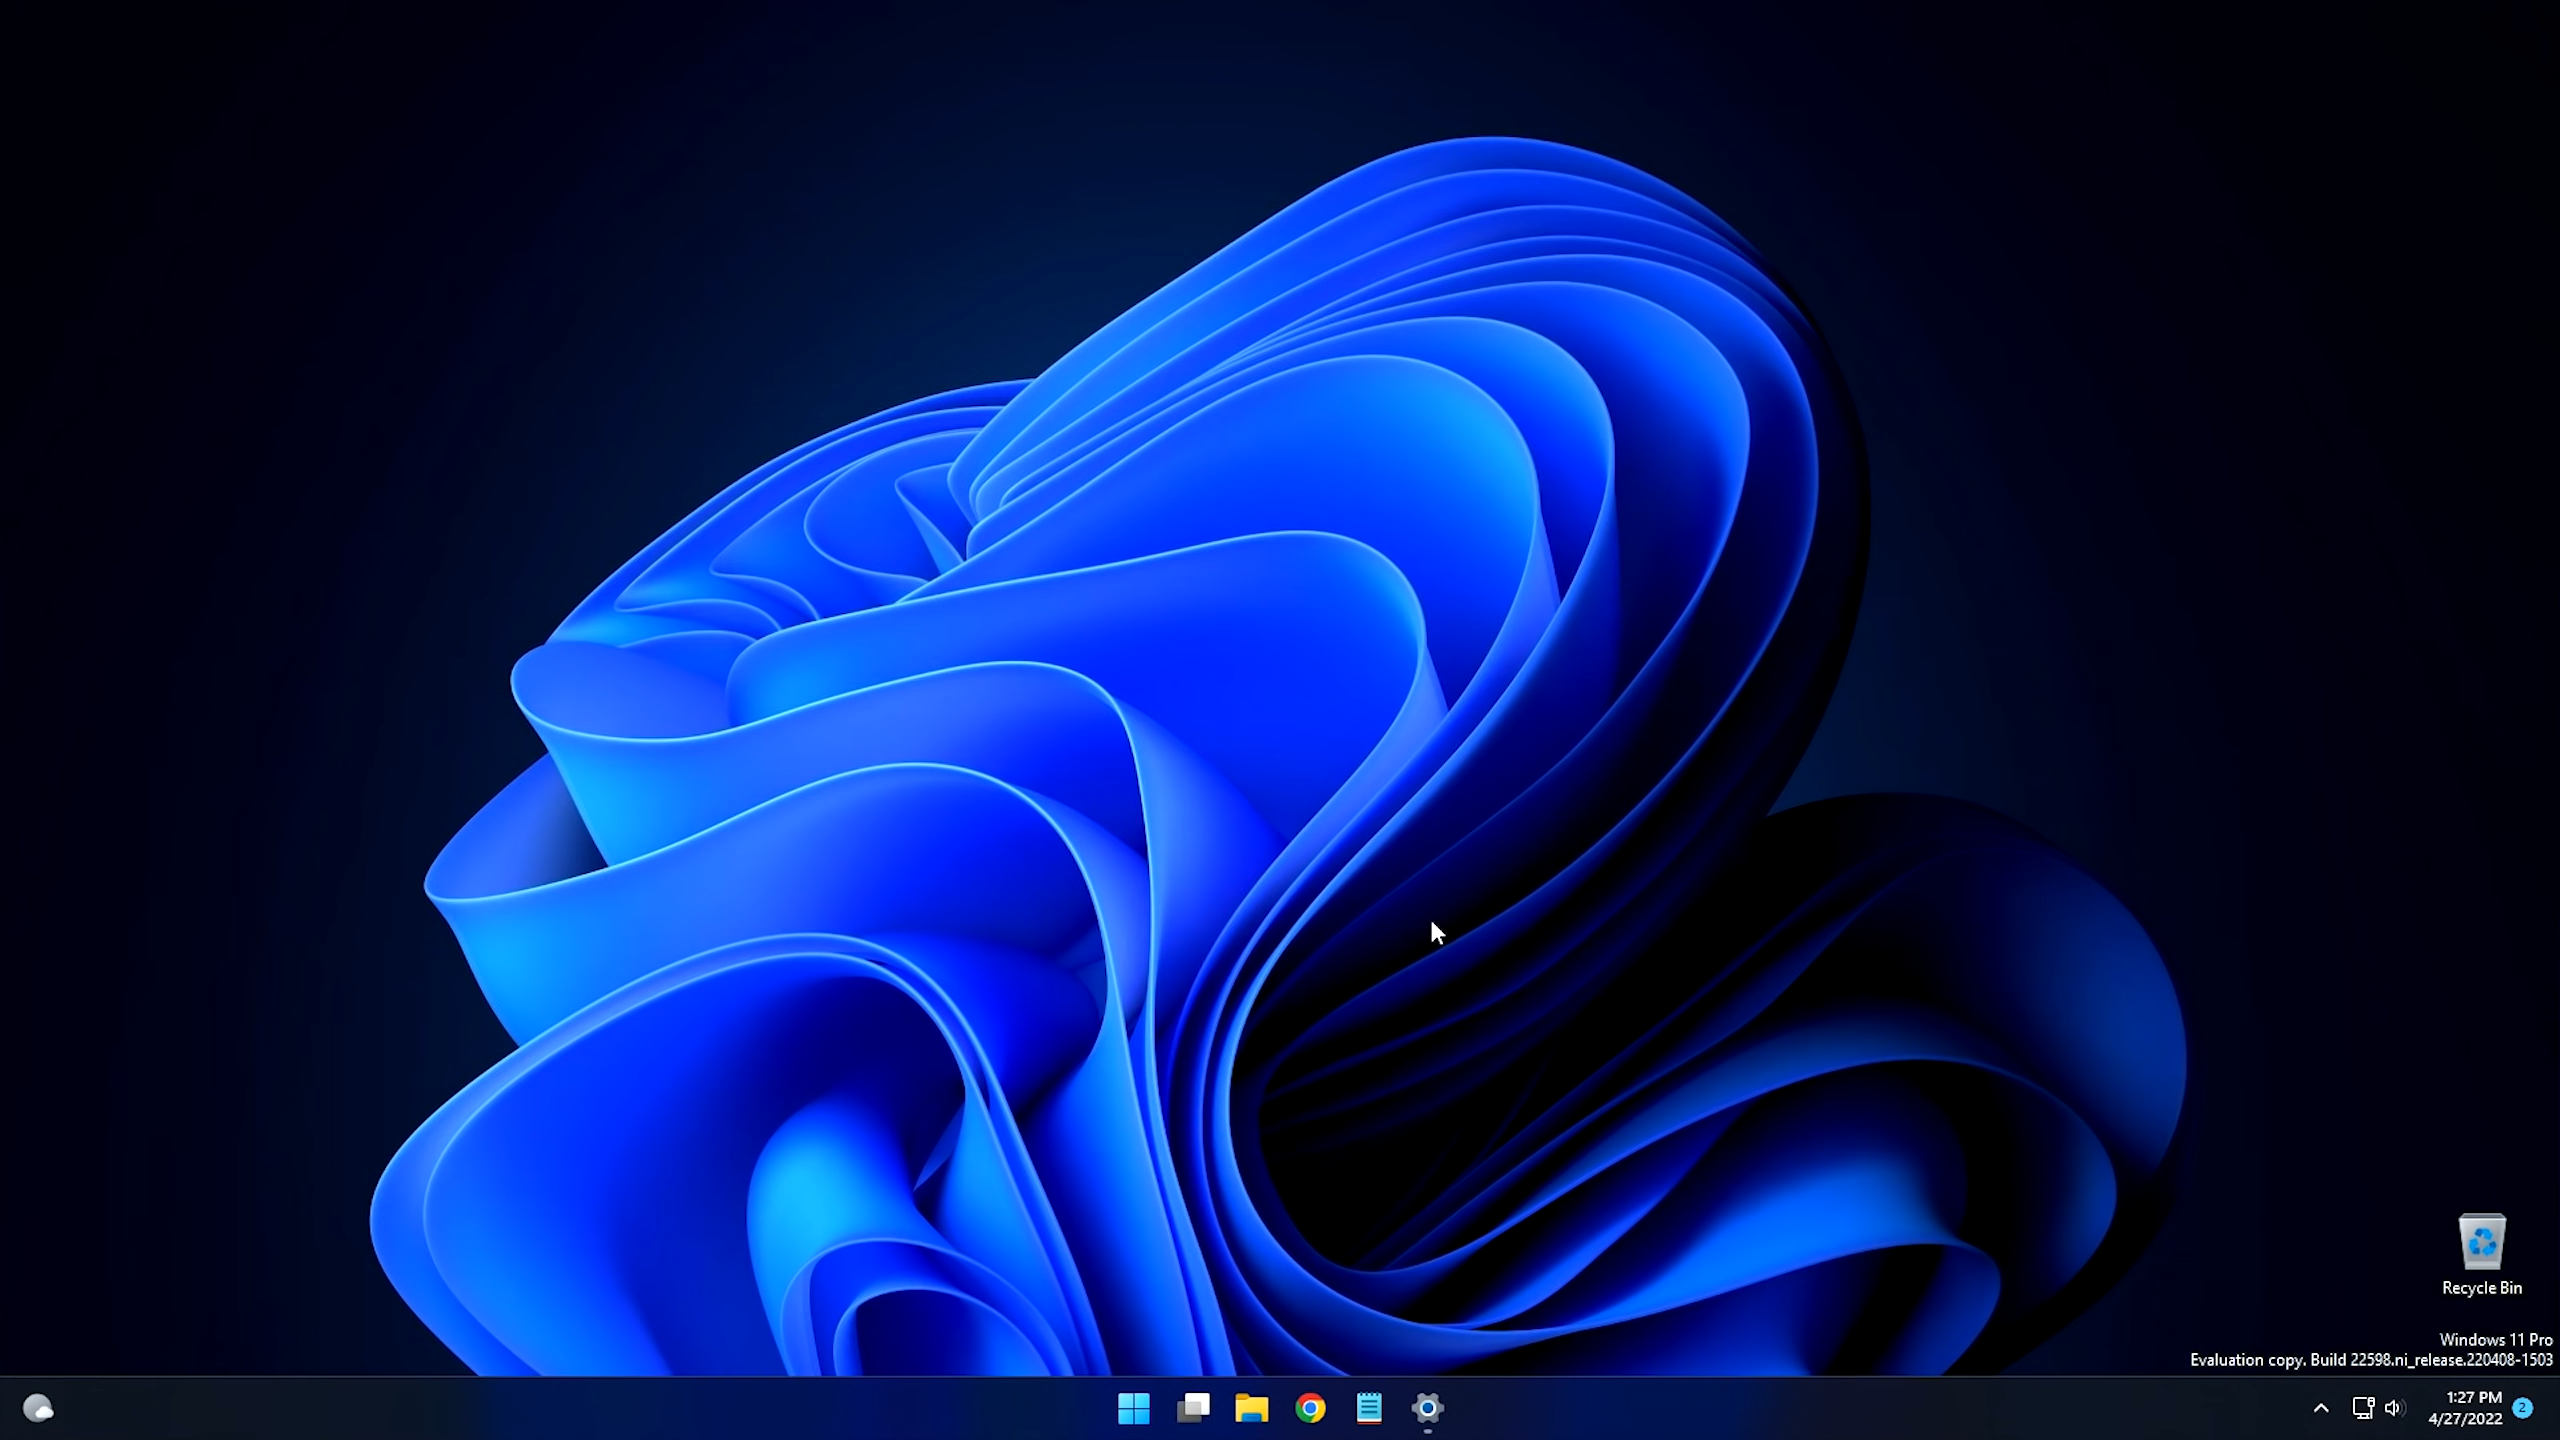 Recycle Bin
Windows 11 Pro
Evaluation copy. Build 22598.ni_release.220408-1503
1:27 PM
4/27/2022
2